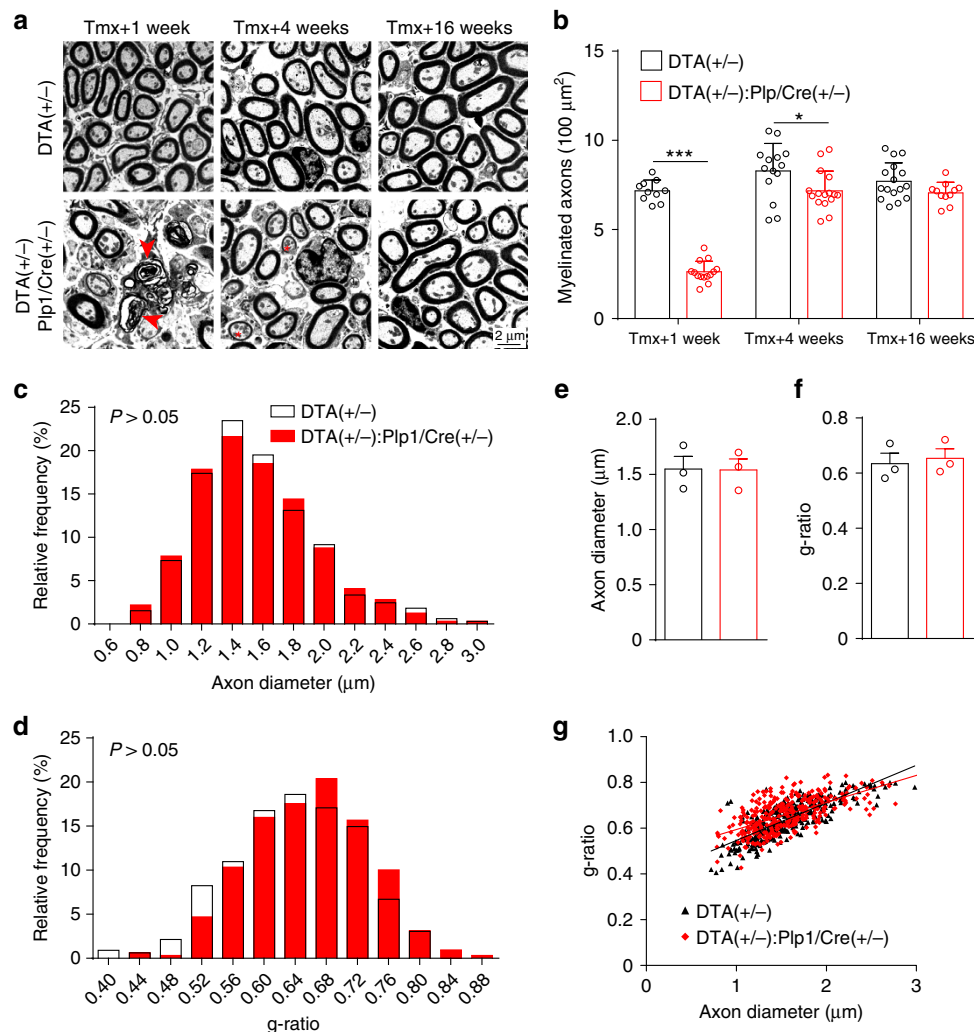 a
Tmx+1 week
Tmx+4 weeks
Tmx+16 weeks
DTA(+/–)
DTA(+/–)
Plp1/Cre(+/–)
*
*
2 μm
b
Myelinated axons (100 μm²)
15
10
5
0
DTA(+/–)
DTA(+/–):Plp/Cre(+/–)
***
*
Tmx+1 week
Tmx+4 weeks
Tmx+16 weeks
c
Relative frequency (%)
25
20
15
10
5
0
P > 0.05
DTA(+/–)
DTA(+/–):Plp1/Cre(+/–)
0.6 0.8 1.0 1.2 1.4 1.6 1.8 2.0 2.2 2.4 2.6 2.8 3.0
Axon diameter (μm)
e
Axon diameter (μm)
2.0
1.5
1.0
1.5
0
f
g-ratio
0.8
0.6
0.4
0.2
0
d
Relative frequency (%)
25
20
15
10
5
0
P > 0.05
0.40 0.44 0.48 0.52 0.56 0.60 0.64 0.68 0.72 0.76 0.80 0.84 0.88
g-ratio
g
g-ratio
1.0
0.8
0.6
0.4
0.2
0.0
DTA(+/–)
DTA(+/–):Plp1/Cre(+/–)
0 1 2 3
Axon diameter (μm)